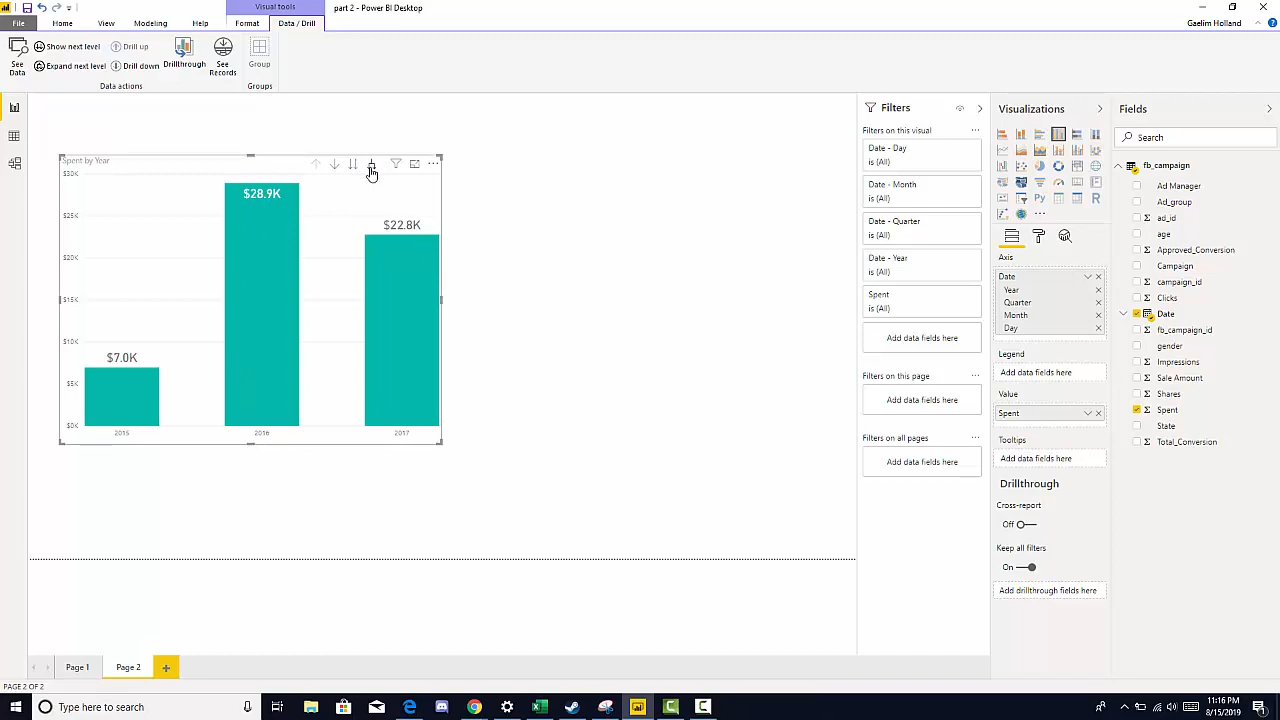 Visual tools
part 2 - Power BI Desktop
File
Home
View
Modeling
Help
Format
Data / Drill
Gaelim Holland
See Data
Show next level
Expand next level
Drill up
Drill down
Drillthrough
See Records
Group
Data actions
Groups
Spent by Year
$30K
$25K
$20K
$15K
$10K
$5K
$0K
$7.0K
$28.9K
$22.8K
2015
2016
2017
Filters
Filters on this visual
Date - Day
is (All)
Date - Month
is (All)
Date - Quarter
is (All)
Date - Year
is (All)
Spent
is (All)
Add data fields here
Filters on this page
Add data fields here
Filters on all pages
Add data fields here
Visualizations
Py
R
Axis
Date
Year
Quarter
Month
Day
Legend
Add data fields here
Value
Spent
Tooltips
Add data fields here
Drillthrough
Cross-report
Off
Keep all filters
On
Add drillthrough fields here
Fields
Search
fb_campaign
Ad Manager
Ad_group
ad_id
age
Approved_Conversion
Campaign
campaign_id
Clicks
Date
fb_campaign_id
gender
Impressions
Sale Amount
Shares
Spent
State
Total_Conversion
Page 1
Page 2
PAGE 2 OF 2
Type here to search
11:16 PM
8/15/2019